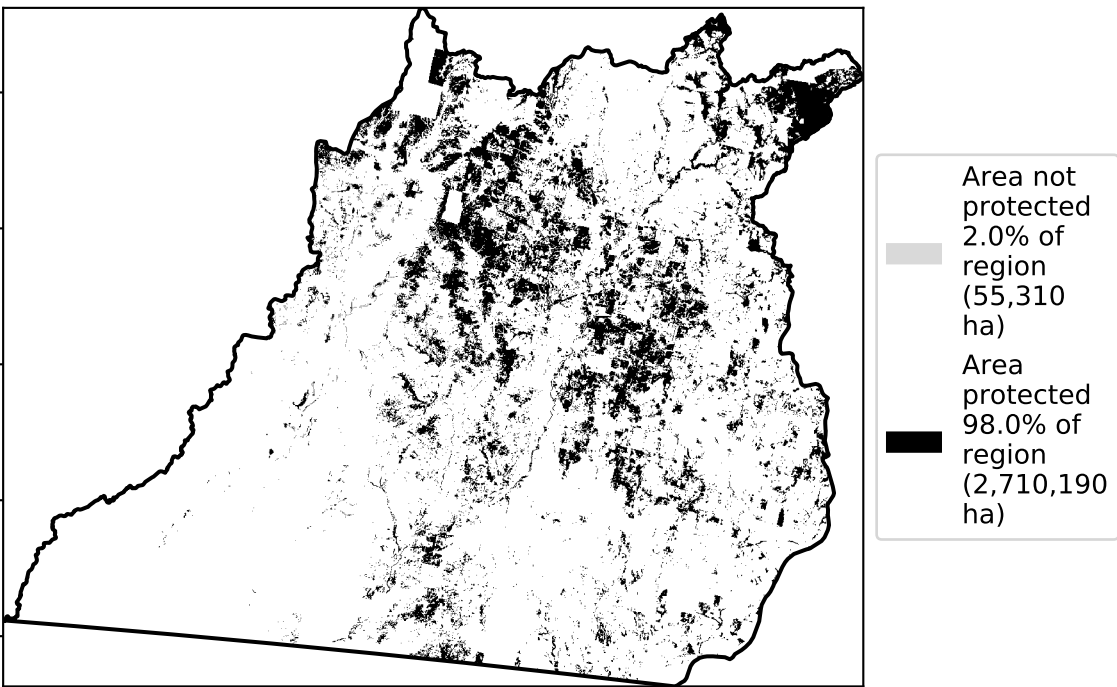 Area not
protected
2.0% of
region
(55,310
ha)
Area
protected
98.0% of
region
(2,710,190
ha)